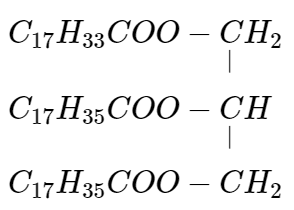 C₁₇H₃₃COO − CH₂
|
C₁₇H₃₅COO − CH
|
C₁₇H₃₅COO − CH₂